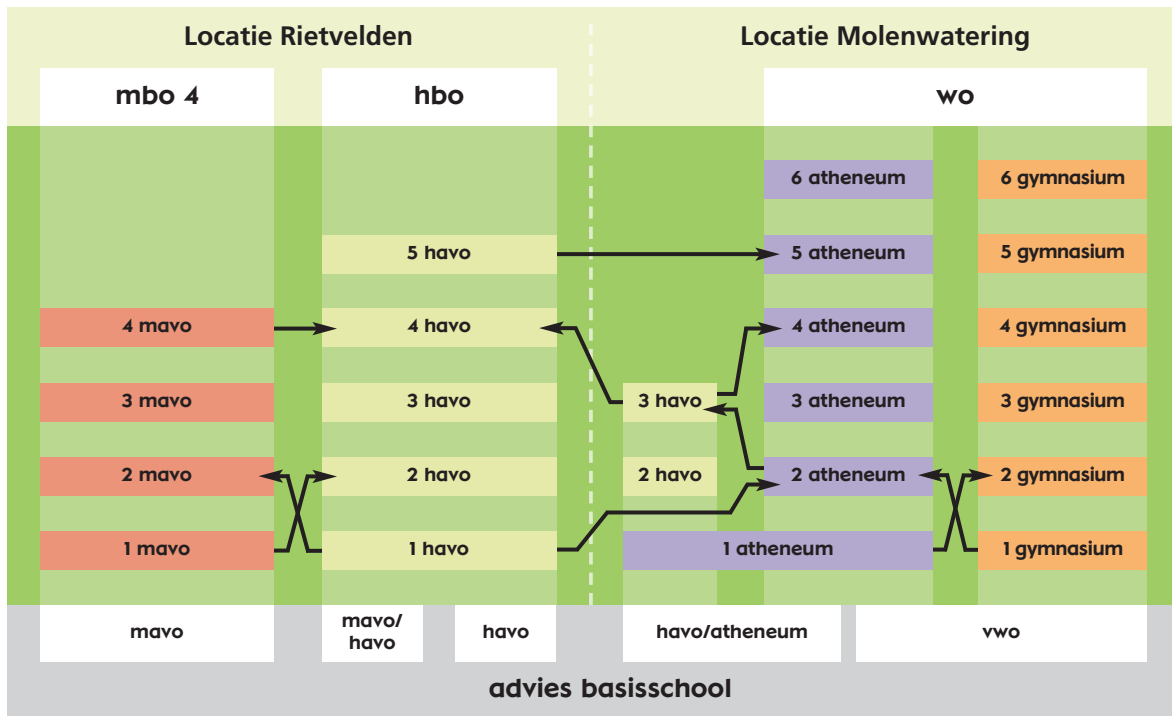 Locatie Rietvelden
Locatie Molenwatering
mbo 4
hbo
wo
6 atheneum
6 gymnasium
5 havo
5 atheneum
5 gymnasium
4 mavo
4 havo
4 atheneum
4 gymnasium
3 mavo
3 havo
3 havo
3 atheneum
3 gymnasium
2 mavo
2 havo
2 havo
2 atheneum
2 gymnasium
1 mavo
1 havo
1 atheneum
1 gymnasium
mavo
mavo/
havo
havo
havo/atheneum
vwo
advies basisschool